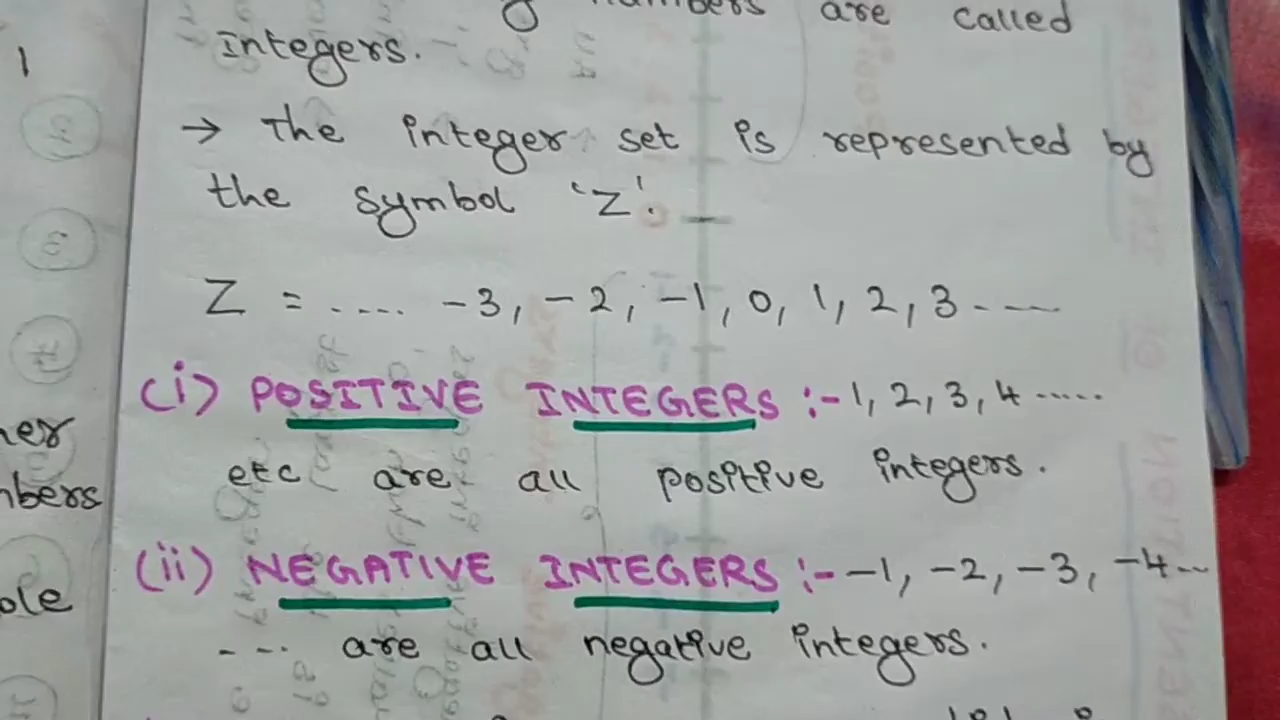 numbers are called
Integers.
→ The integer set is represented by
the symbol 'Z'.
Z = .... -3, -2, -1, 0, 1, 2, 3 ----
(i) POSITIVE INTEGERS :- 1, 2, 3, 4 .....
etc are all positive integers.
(ii) NEGATIVE INTEGERS :- -1, -2, -3, -4 ...
---- are all negative integers.